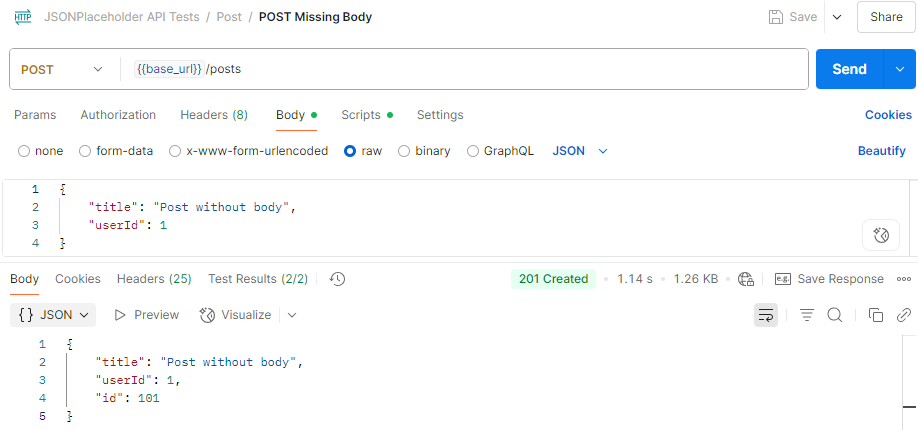 HTTP JSONPlaceholder API Tests / Post / POST Missing Body Save Share
POST {{base_url}}/posts Send
Params Authorization Headers (8) Body Scripts Settings Cookies
none form-data x-www-form-urlencoded raw binary GraphQL JSON Beautify
1 {
2 "title": "Post without body",
3 "userId": 1
4 }
Body Cookies Headers (25) Test Results (2/2) 201 Created 1.14 s 1.26 KB e.g. Save Response
{} JSON Preview Visualize
1 {
2 "title": "Post without body",
3 "userId": 1,
4 "id": 101
5 }